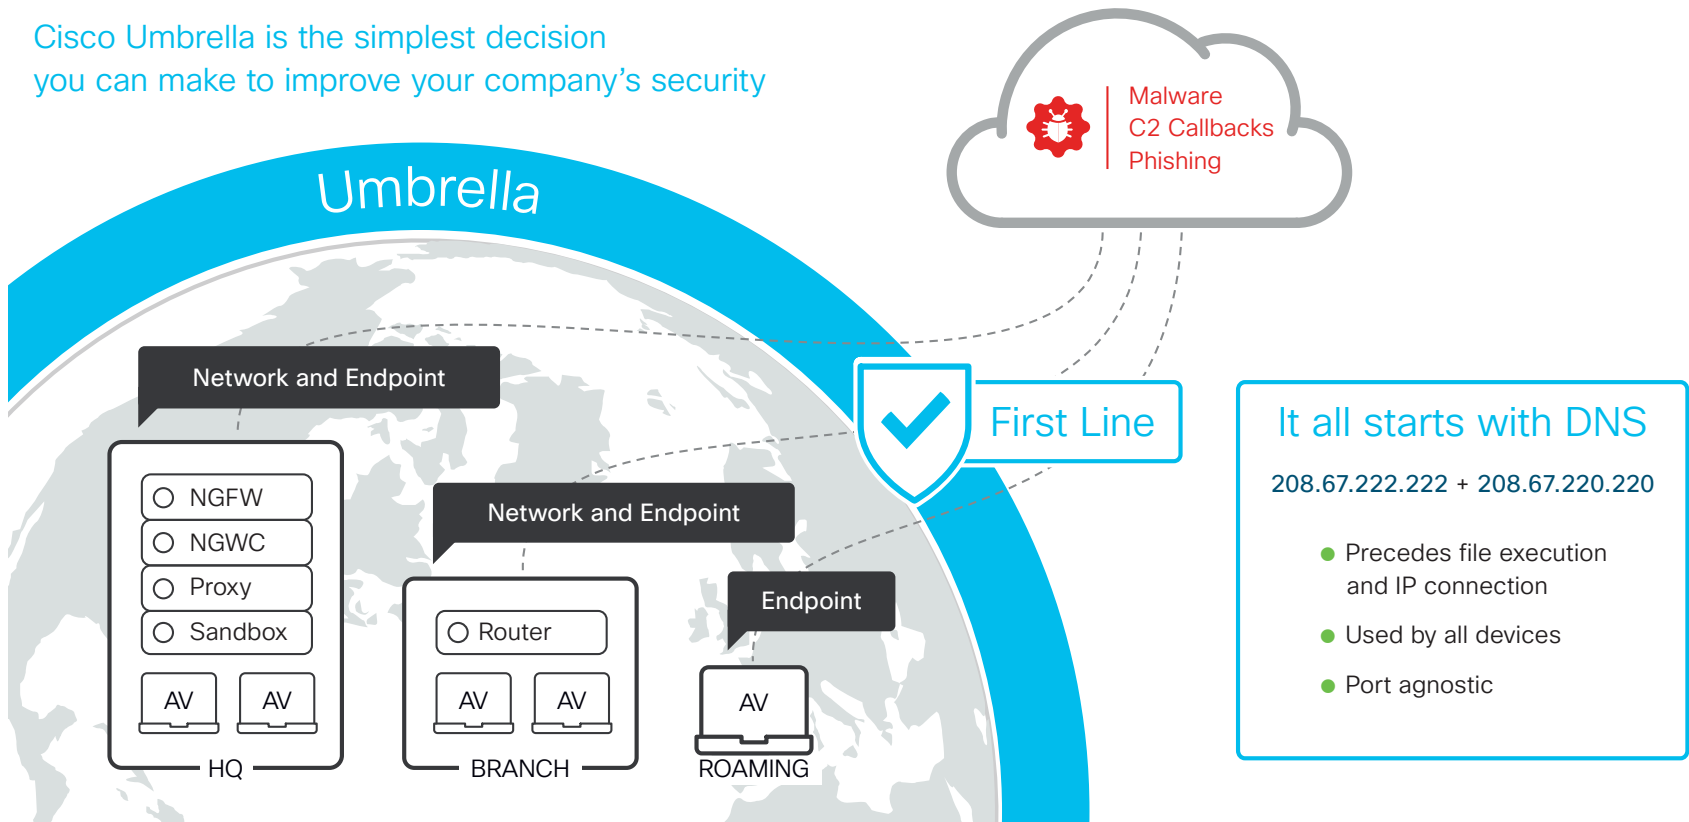 Cisco Umbrella is the simplest decision
you can make to improve your company's security
Malware
C2 Callbacks
Phishing
Umbrella
Network and Endpoint
NGFW
NGWC
Proxy
Sandbox
AV AV
HQ
Network and Endpoint
Router
AV AV
BRANCH
Endpoint
AV
ROAMING
First Line
It all starts with DNS
208.67.222.222 + 208.67.220.220
Precedes file execution
and IP connection
Used by all devices
Port agnostic